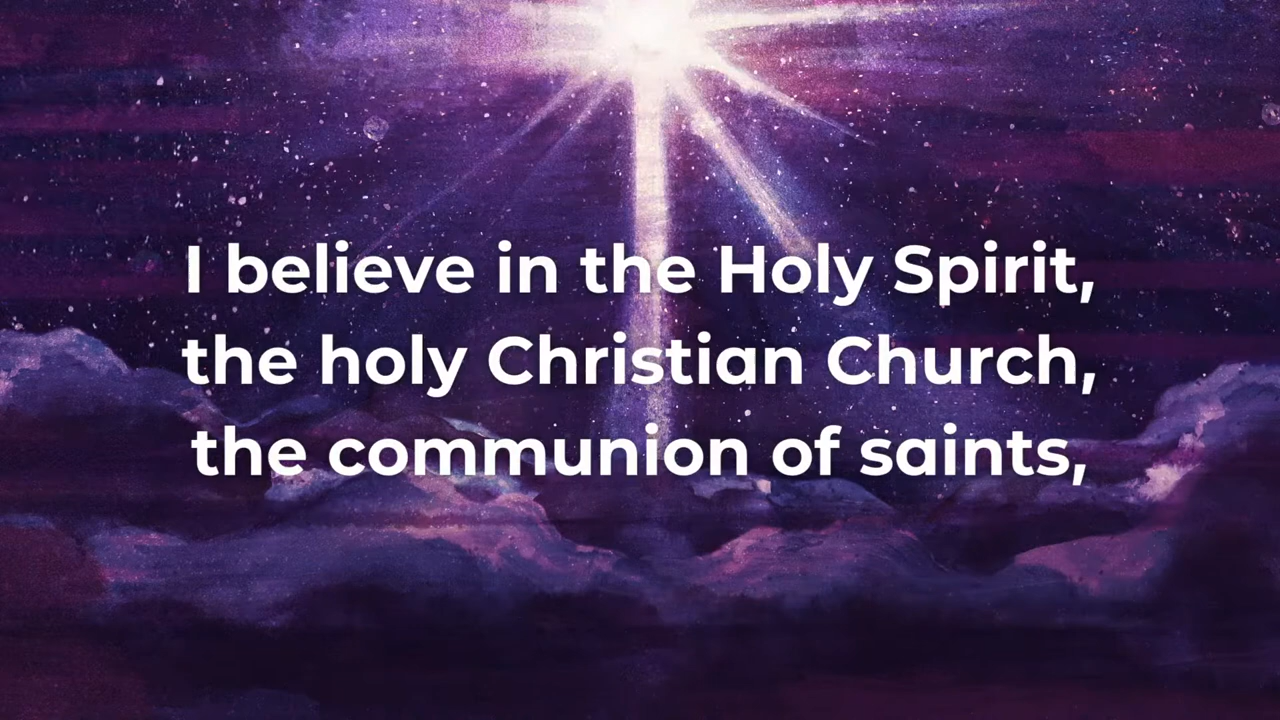 I believe in the Holy Spirit,
the holy Christian Church,
the communion of saints,